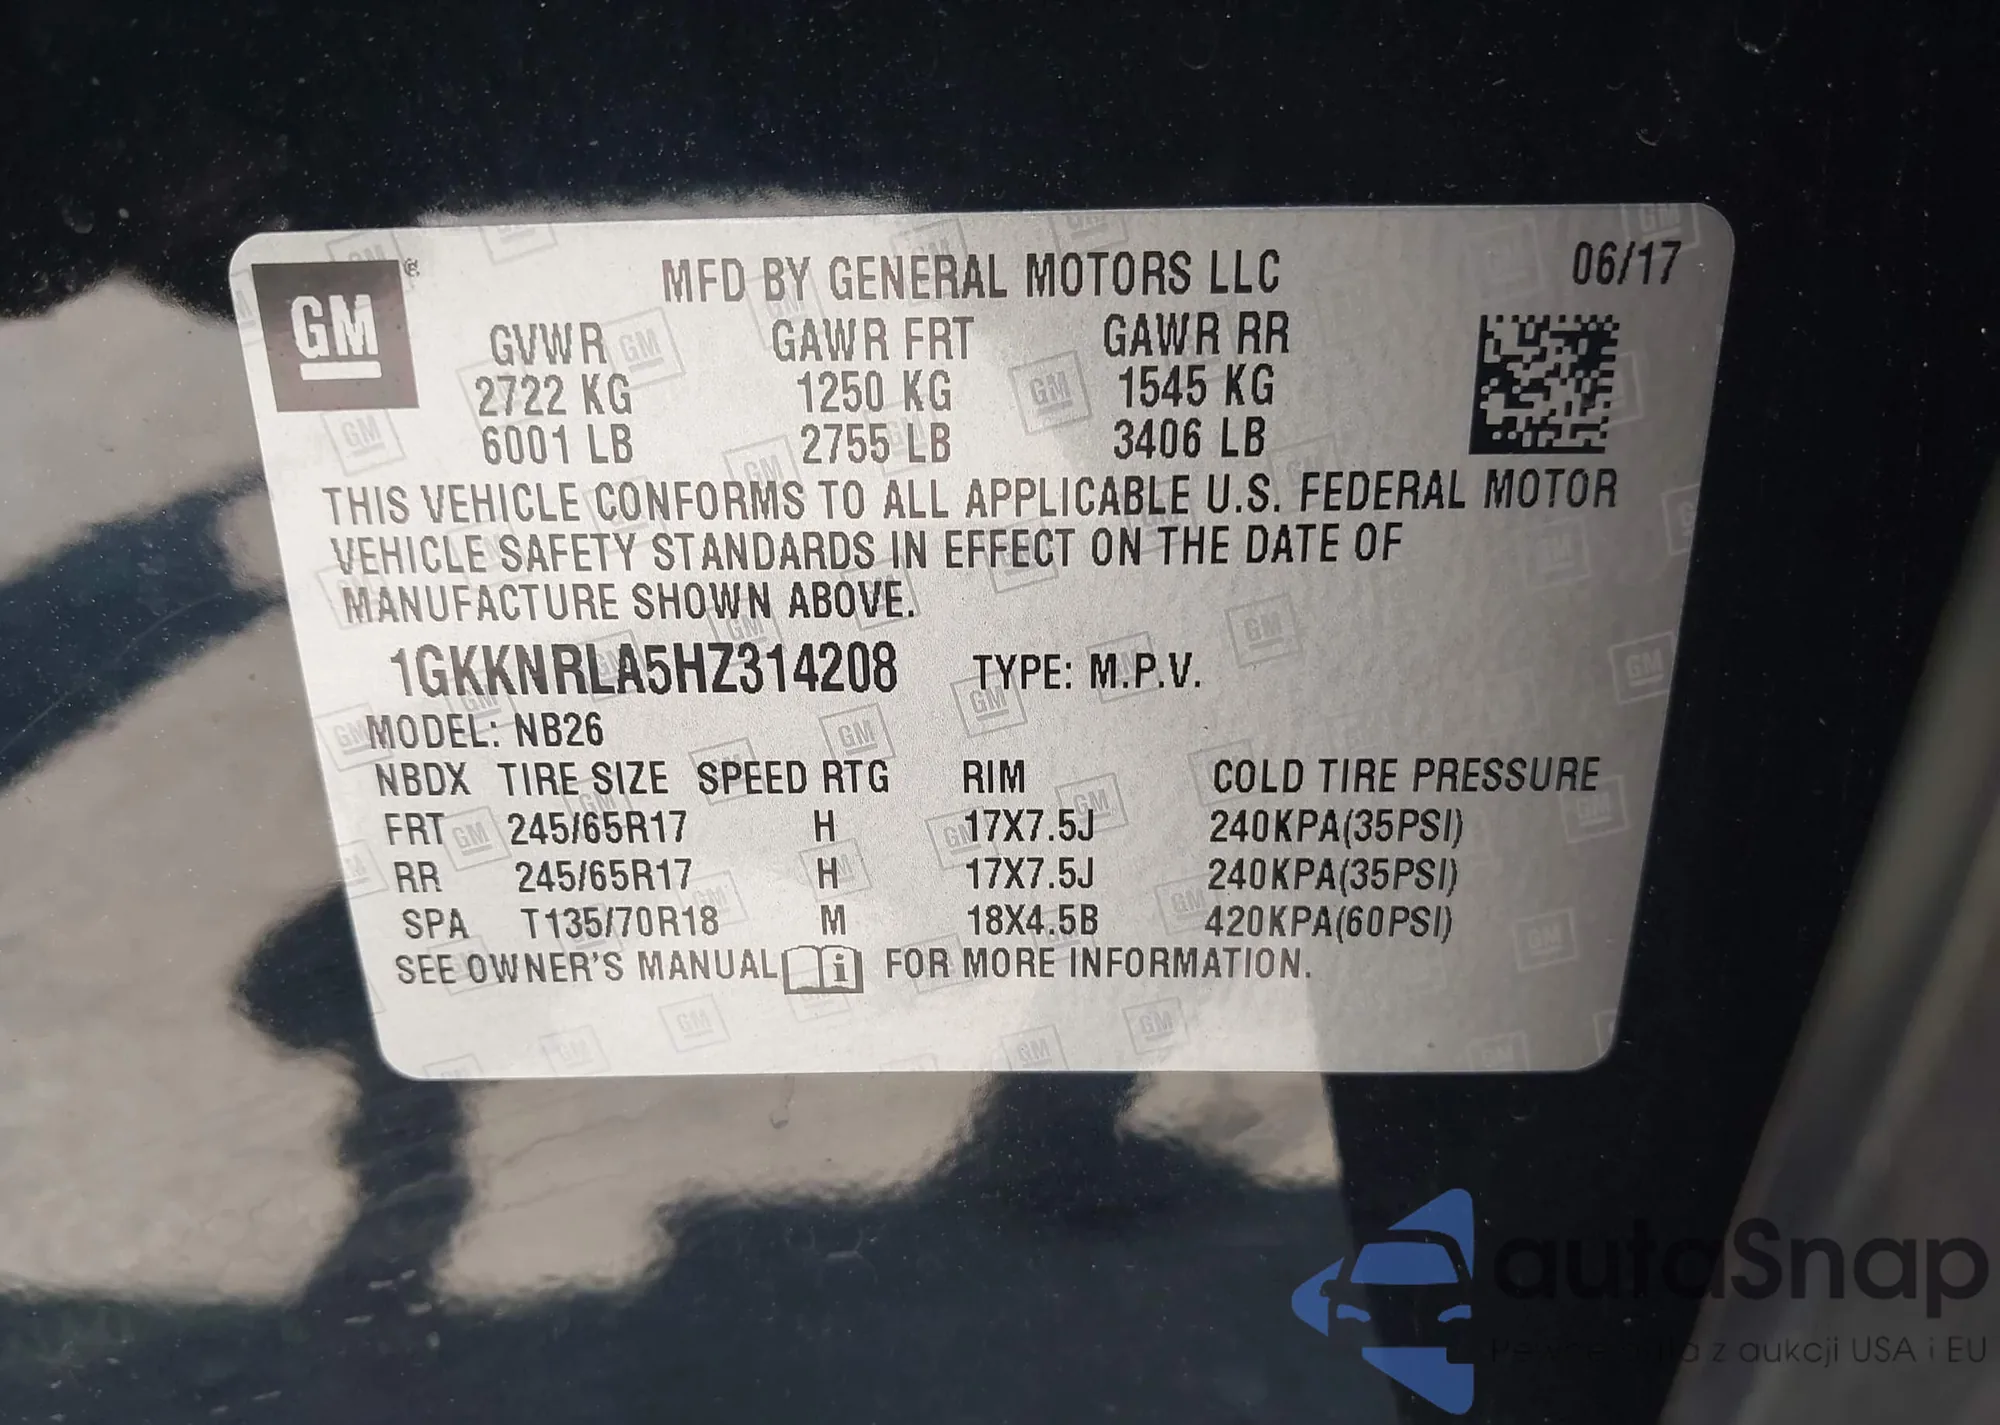 GM
MFD BY GENERAL MOTORS LLC 06/17
GVWR GAWR FRT GAWR RR
2722 KG 1250 KG 1545 KG
6001 LB 2755 LB 3406 LB
THIS VEHICLE CONFORMS TO ALL APPLICABLE U.S. FEDERAL MOTOR
VEHICLE SAFETY STANDARDS IN EFFECT ON THE DATE OF
MANUFACTURE SHOWN ABOVE.
1GKKNRLA5HZ314208 TYPE: M.P.V.
MODEL: NB26
NBDX TIRE SIZE SPEED RTG RIM COLD TIRE PRESSURE
FRT 245/65R17 H 17X7.5J 240KPA(35PSI)
RR 245/65R17 H 17X7.5J 240KPA(35PSI)
SPA T135/70R18 M 18X4.5B 420KPA(60PSI)
SEE OWNER'S MANUAL i FOR MORE INFORMATION.
autaSnap
z aukcji USA i EU